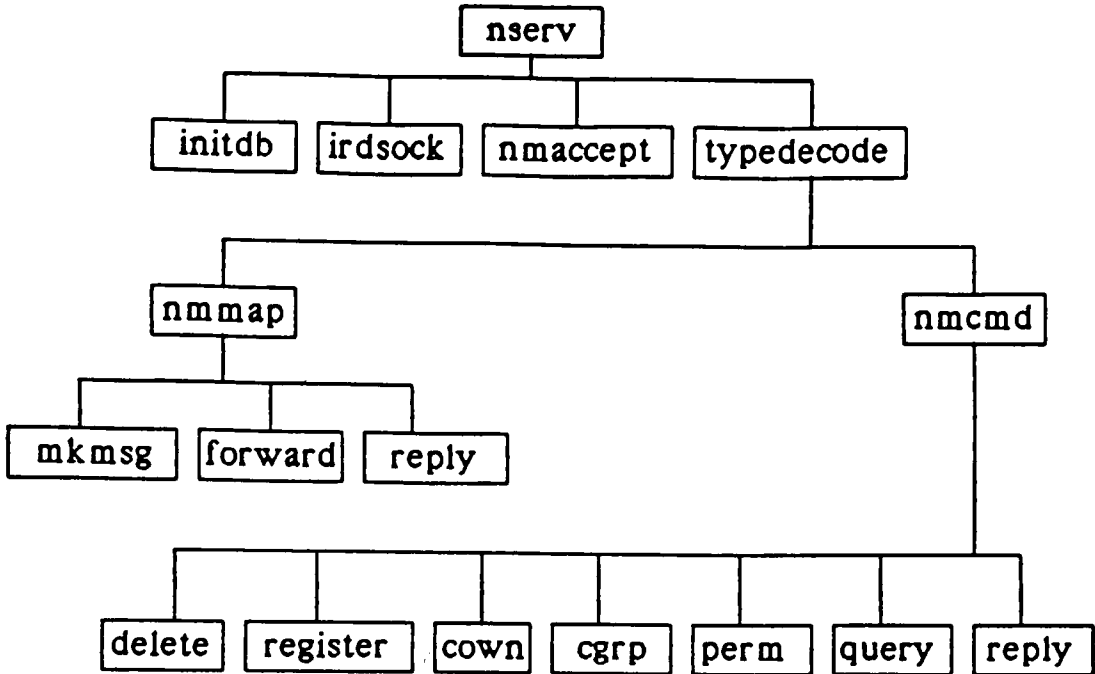 nserv
initdb
irdsock
nmaccept
typedecode
nmmap
nmcmd
mkmsg
forward
reply
delete
register
cown
cgrp
perm
query
reply